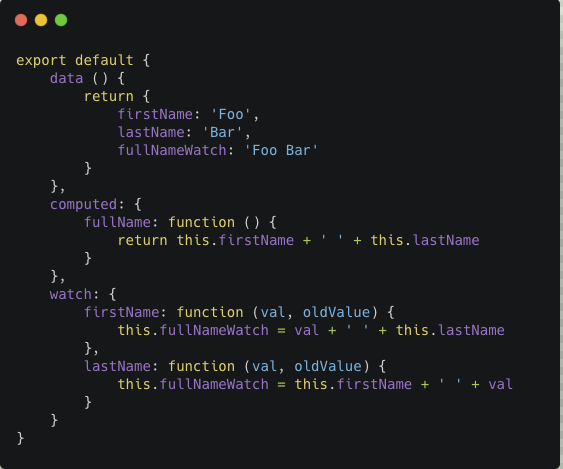 export default {
    data () {
        return {
            firstName: 'Foo',
            lastName: 'Bar',
            fullNameWatch: 'Foo Bar'
        }
    },
    computed: {
        fullName: function () {
            return this.firstName + ' ' + this.lastName
        }
    },
    watch: {
        firstName: function (val, oldValue) {
            this.fullNameWatch = val + ' ' + this.lastName
        },
        lastName: function (val, oldValue) {
            this.fullNameWatch = this.firstName + ' ' + val
        }
    }
}